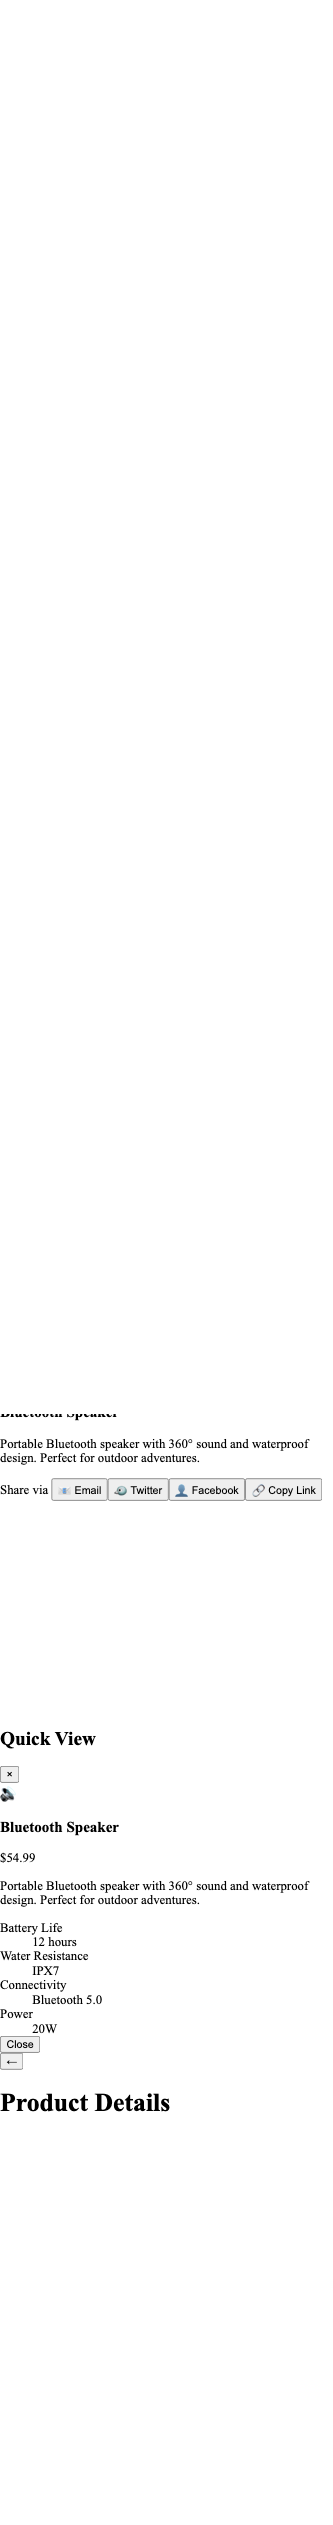 Bluetooth Speaker
Portable Bluetooth speaker with 360° sound and waterproof
design. Perfect for outdoor adventures.
Share via 📧 Email 🐦 Twitter 👤 Facebook 🔗 Copy Link
Quick View
×
🔊
Bluetooth Speaker
$54.99
Portable Bluetooth speaker with 360° sound and waterproof
design. Perfect for outdoor adventures.
Battery Life
12 hours
Water Resistance
IPX7
Connectivity
Bluetooth 5.0
Power
20W
Close
←
Product Details